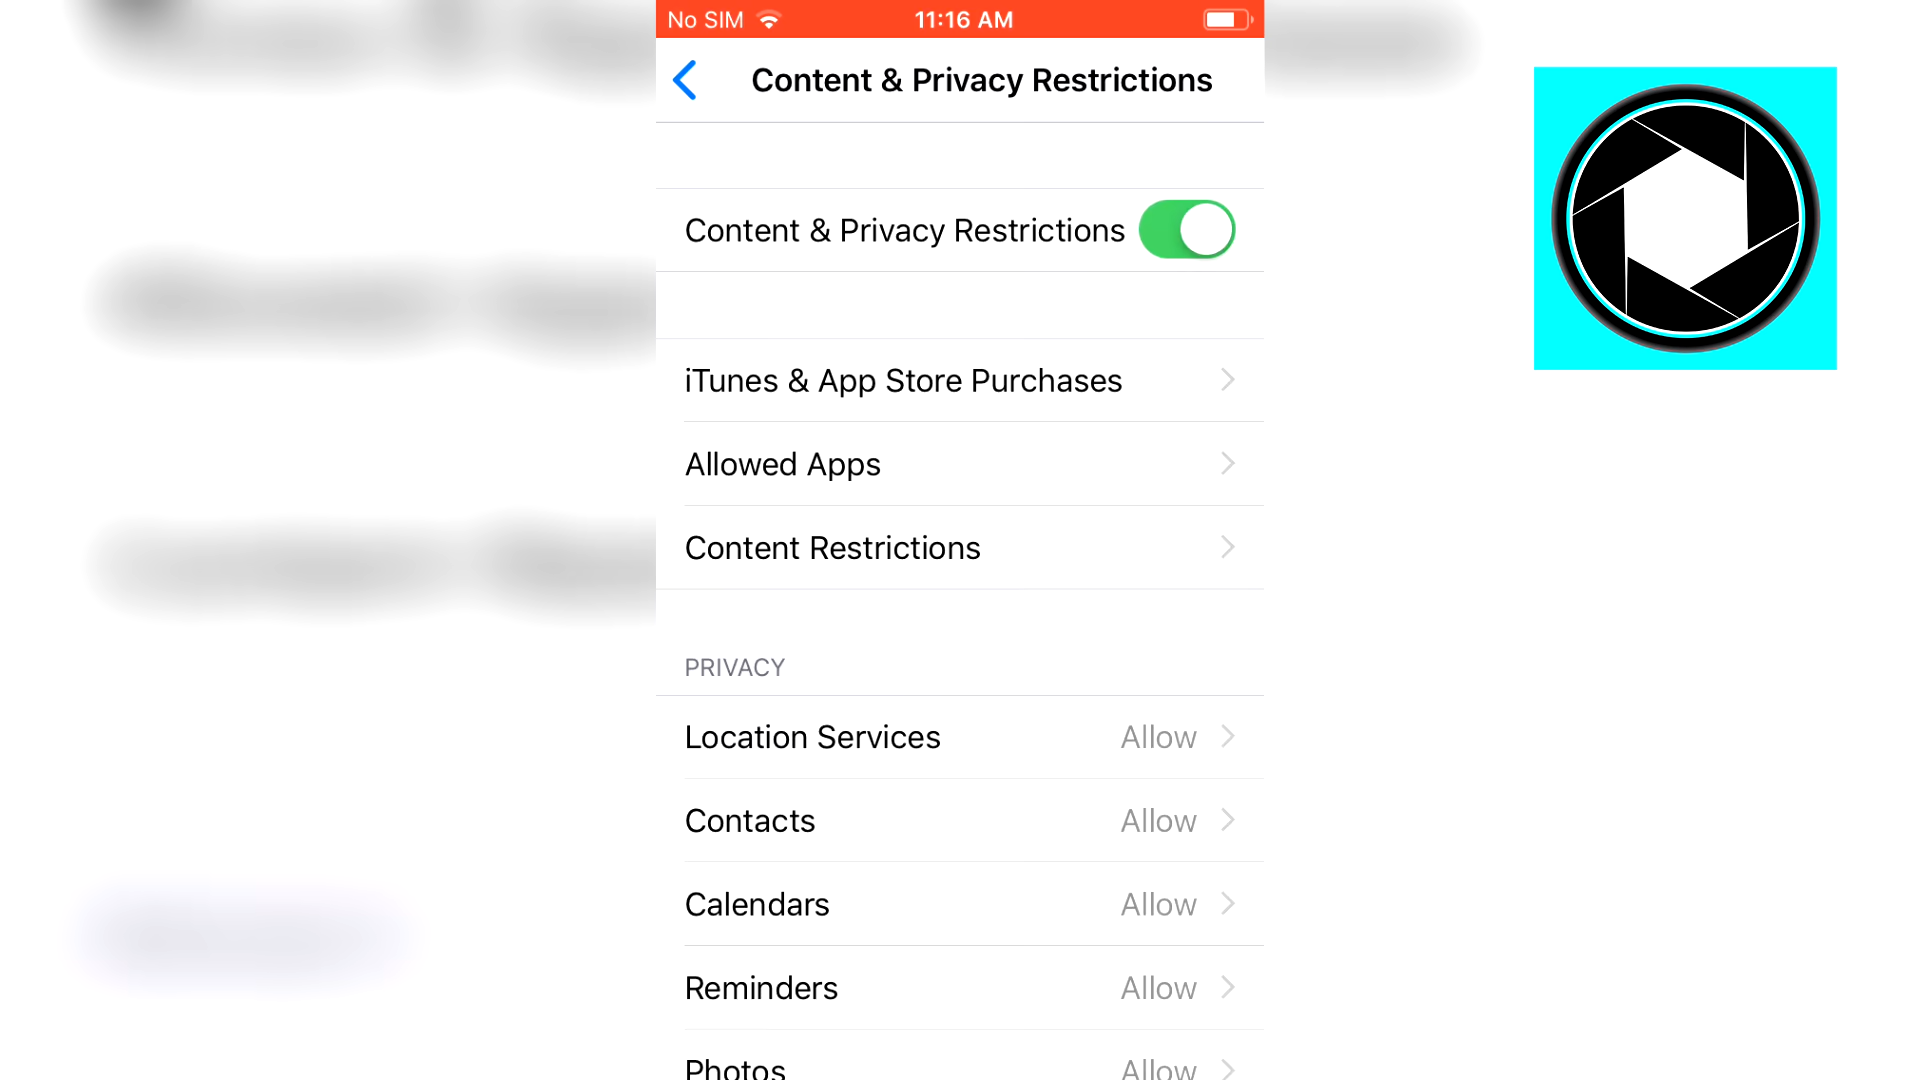 No SIM 11:16 AM
Content & Privacy Restrictions
Content & Privacy Restrictions
iTunes & App Store Purchases
Allowed Apps
Content Restrictions
PRIVACY
Location Services Allow
Contacts Allow
Calendars Allow
Reminders Allow
Photos Allow